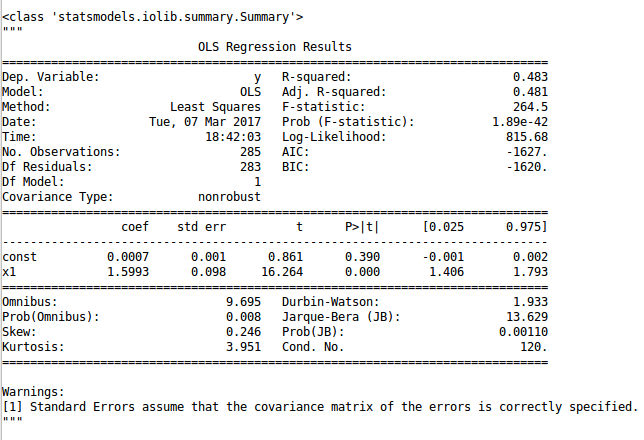 <class 'statsmodels.iolib.summary.Summary'>
"""
                            OLS Regression Results
==============================================================================
Dep. Variable:                      y   R-squared:                       0.483
Model:                            OLS   Adj. R-squared:                  0.481
Method:                 Least Squares   F-statistic:                     264.5
Date:                Tue, 07 Mar 2017   Prob (F-statistic):           1.89e-42
Time:                        18:42:03   Log-Likelihood:                 815.68
No. Observations:                 285   AIC:                            -1627.
Df Residuals:                     283   BIC:                            -1620.
Df Model:                           1
Covariance Type:            nonrobust
==============================================================================
                 coef    std err          t      P>|t|      [0.025      0.975]
------------------------------------------------------------------------------
const          0.0007      0.001      0.861      0.390      -0.001       0.002
x1             1.5993      0.098     16.264      0.000       1.406       1.793
==============================================================================
Omnibus:                        9.695   Durbin-Watson:                   1.933
Prob(Omnibus):                  0.008   Jarque-Bera (JB):               13.629
Skew:                           0.246   Prob(JB):                      0.00110
Kurtosis:                       3.951   Cond. No.                         120.
==============================================================================

Warnings:
[1] Standard Errors assume that the covariance matrix of the errors is correctly specified.
"""